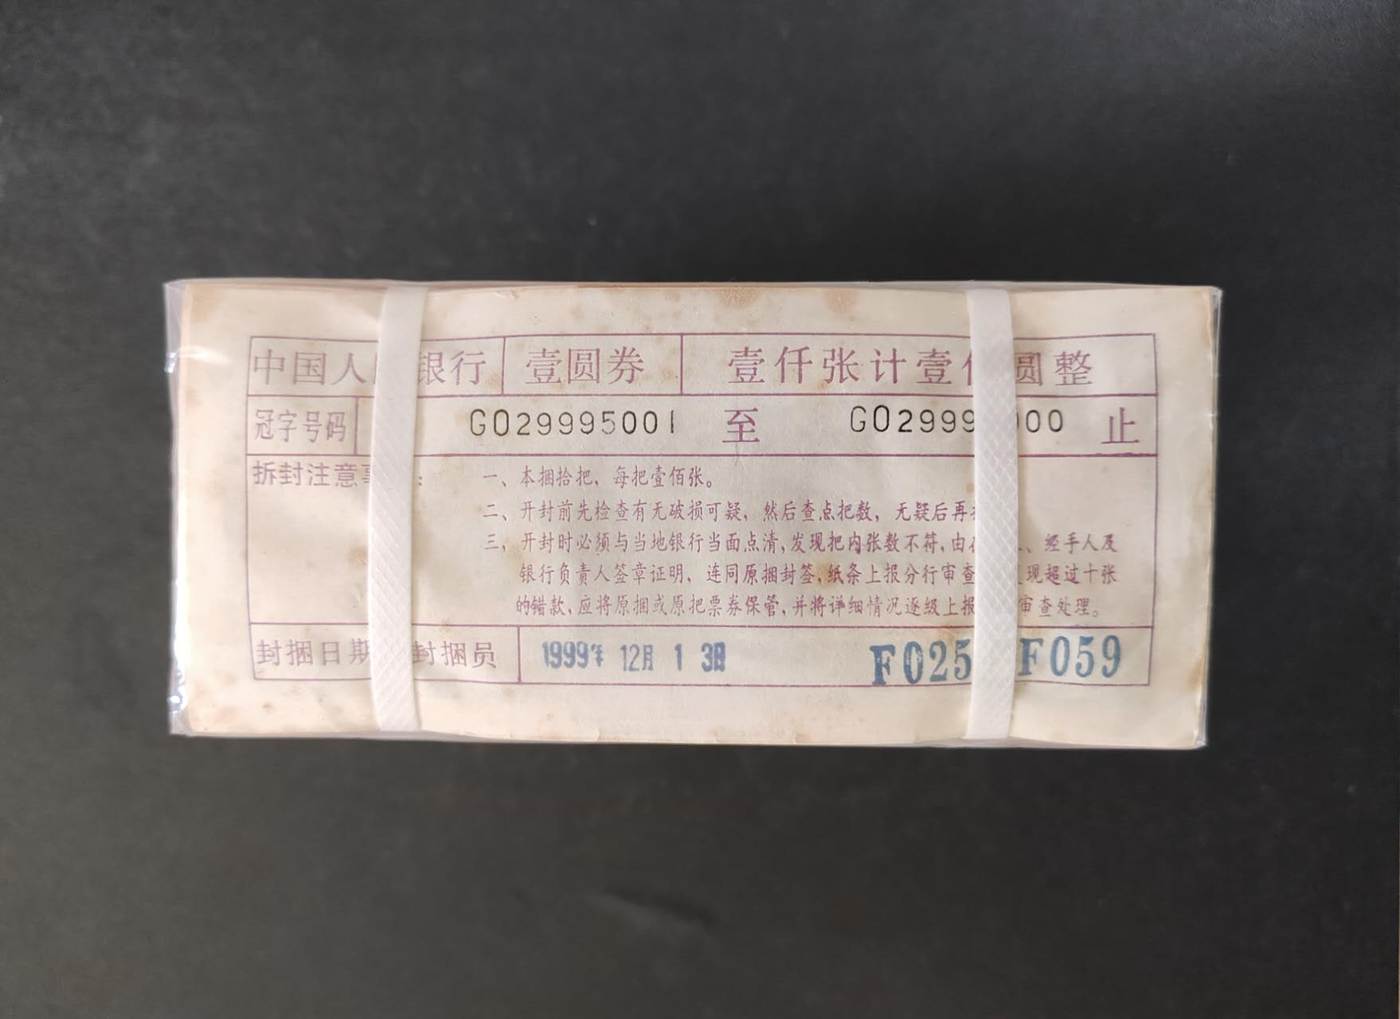 中国人 银行 壹圆券 壹仟张计壹 圆整
冠字号码 GO29995001 至 GO2999 000 止
拆封注意 : 一、本捆拾把，每把壹佰张。
二、开封前先检查有无破损可疑，然后查点把数，无疑后再
三、开封时必须与当地银行当面点清，发现把内张数不符，由 、经手人及
银行负责人签章证明，连同原捆封签，纸条上报分行审查 现超过十张
的错款，应将原捆或原把票券保管，并将详细情况逐级上报 审查处理。
封捆日期 封捆员 1999年 12月 1 3日 F025 F059